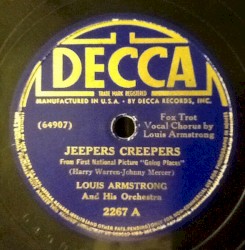 DECCA
TRADE MARK REGISTERED
MANUFACTURED IN U.S.A. - BY DECCA RECORDS, INC.
(64907)
Fox Trot
Vocal Chorus by
Louis Armstrong
JEEPERS CREEPERS
From First National Picture "Going Places"
(Harry Warren-Johnny Mercer)
LOUIS ARMSTRONG
And His Orchestra
2267 A